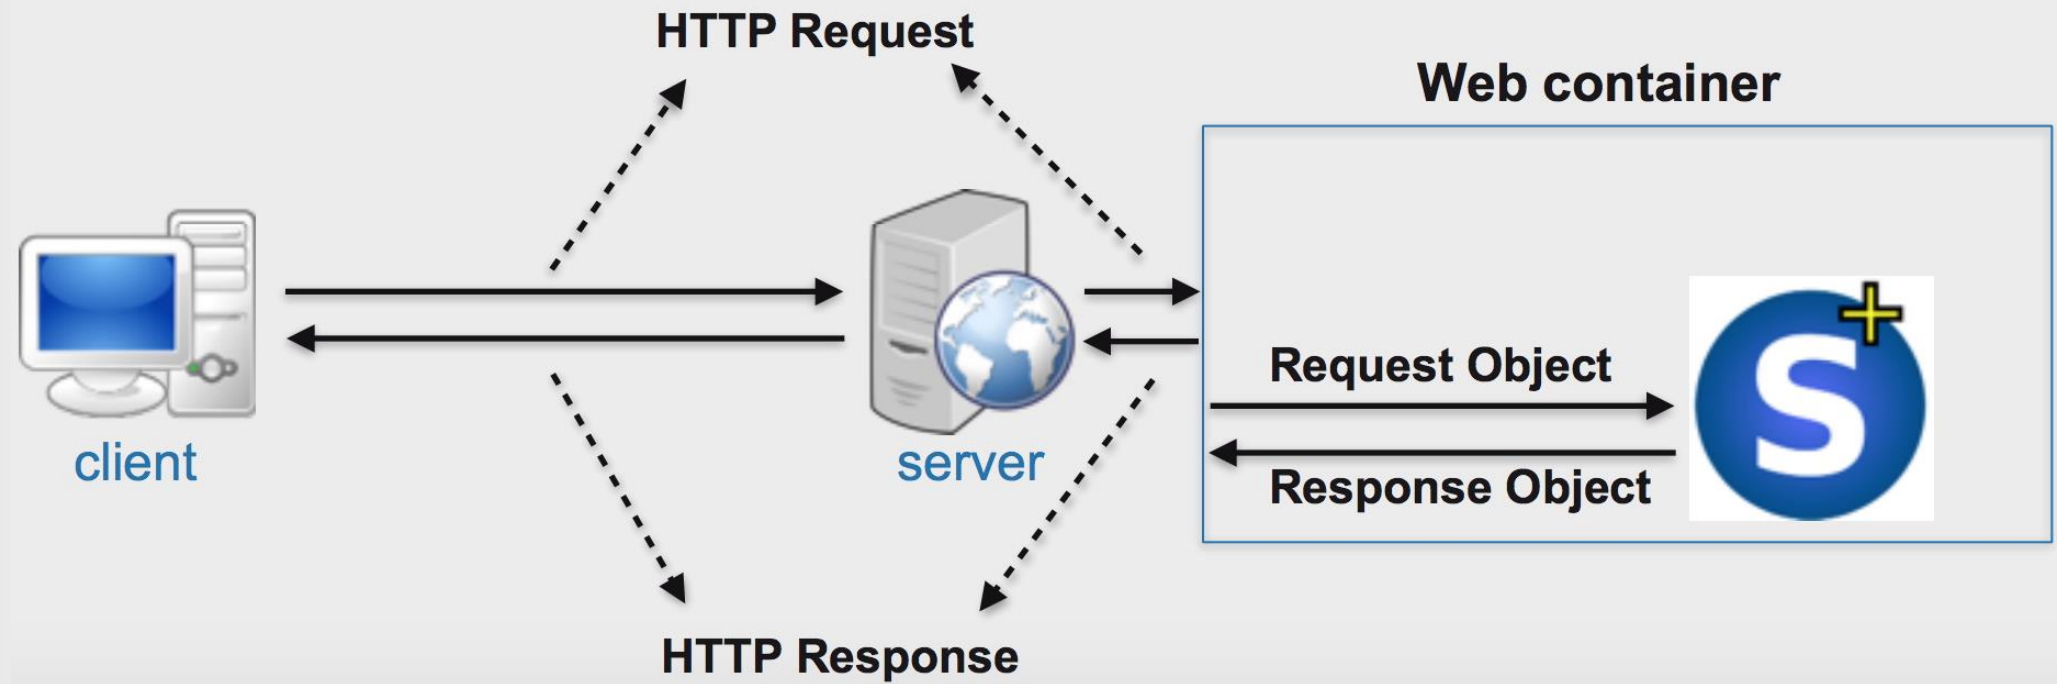 HTTP Request
Web container
client
server
Request Object
Response Object
S
HTTP Response